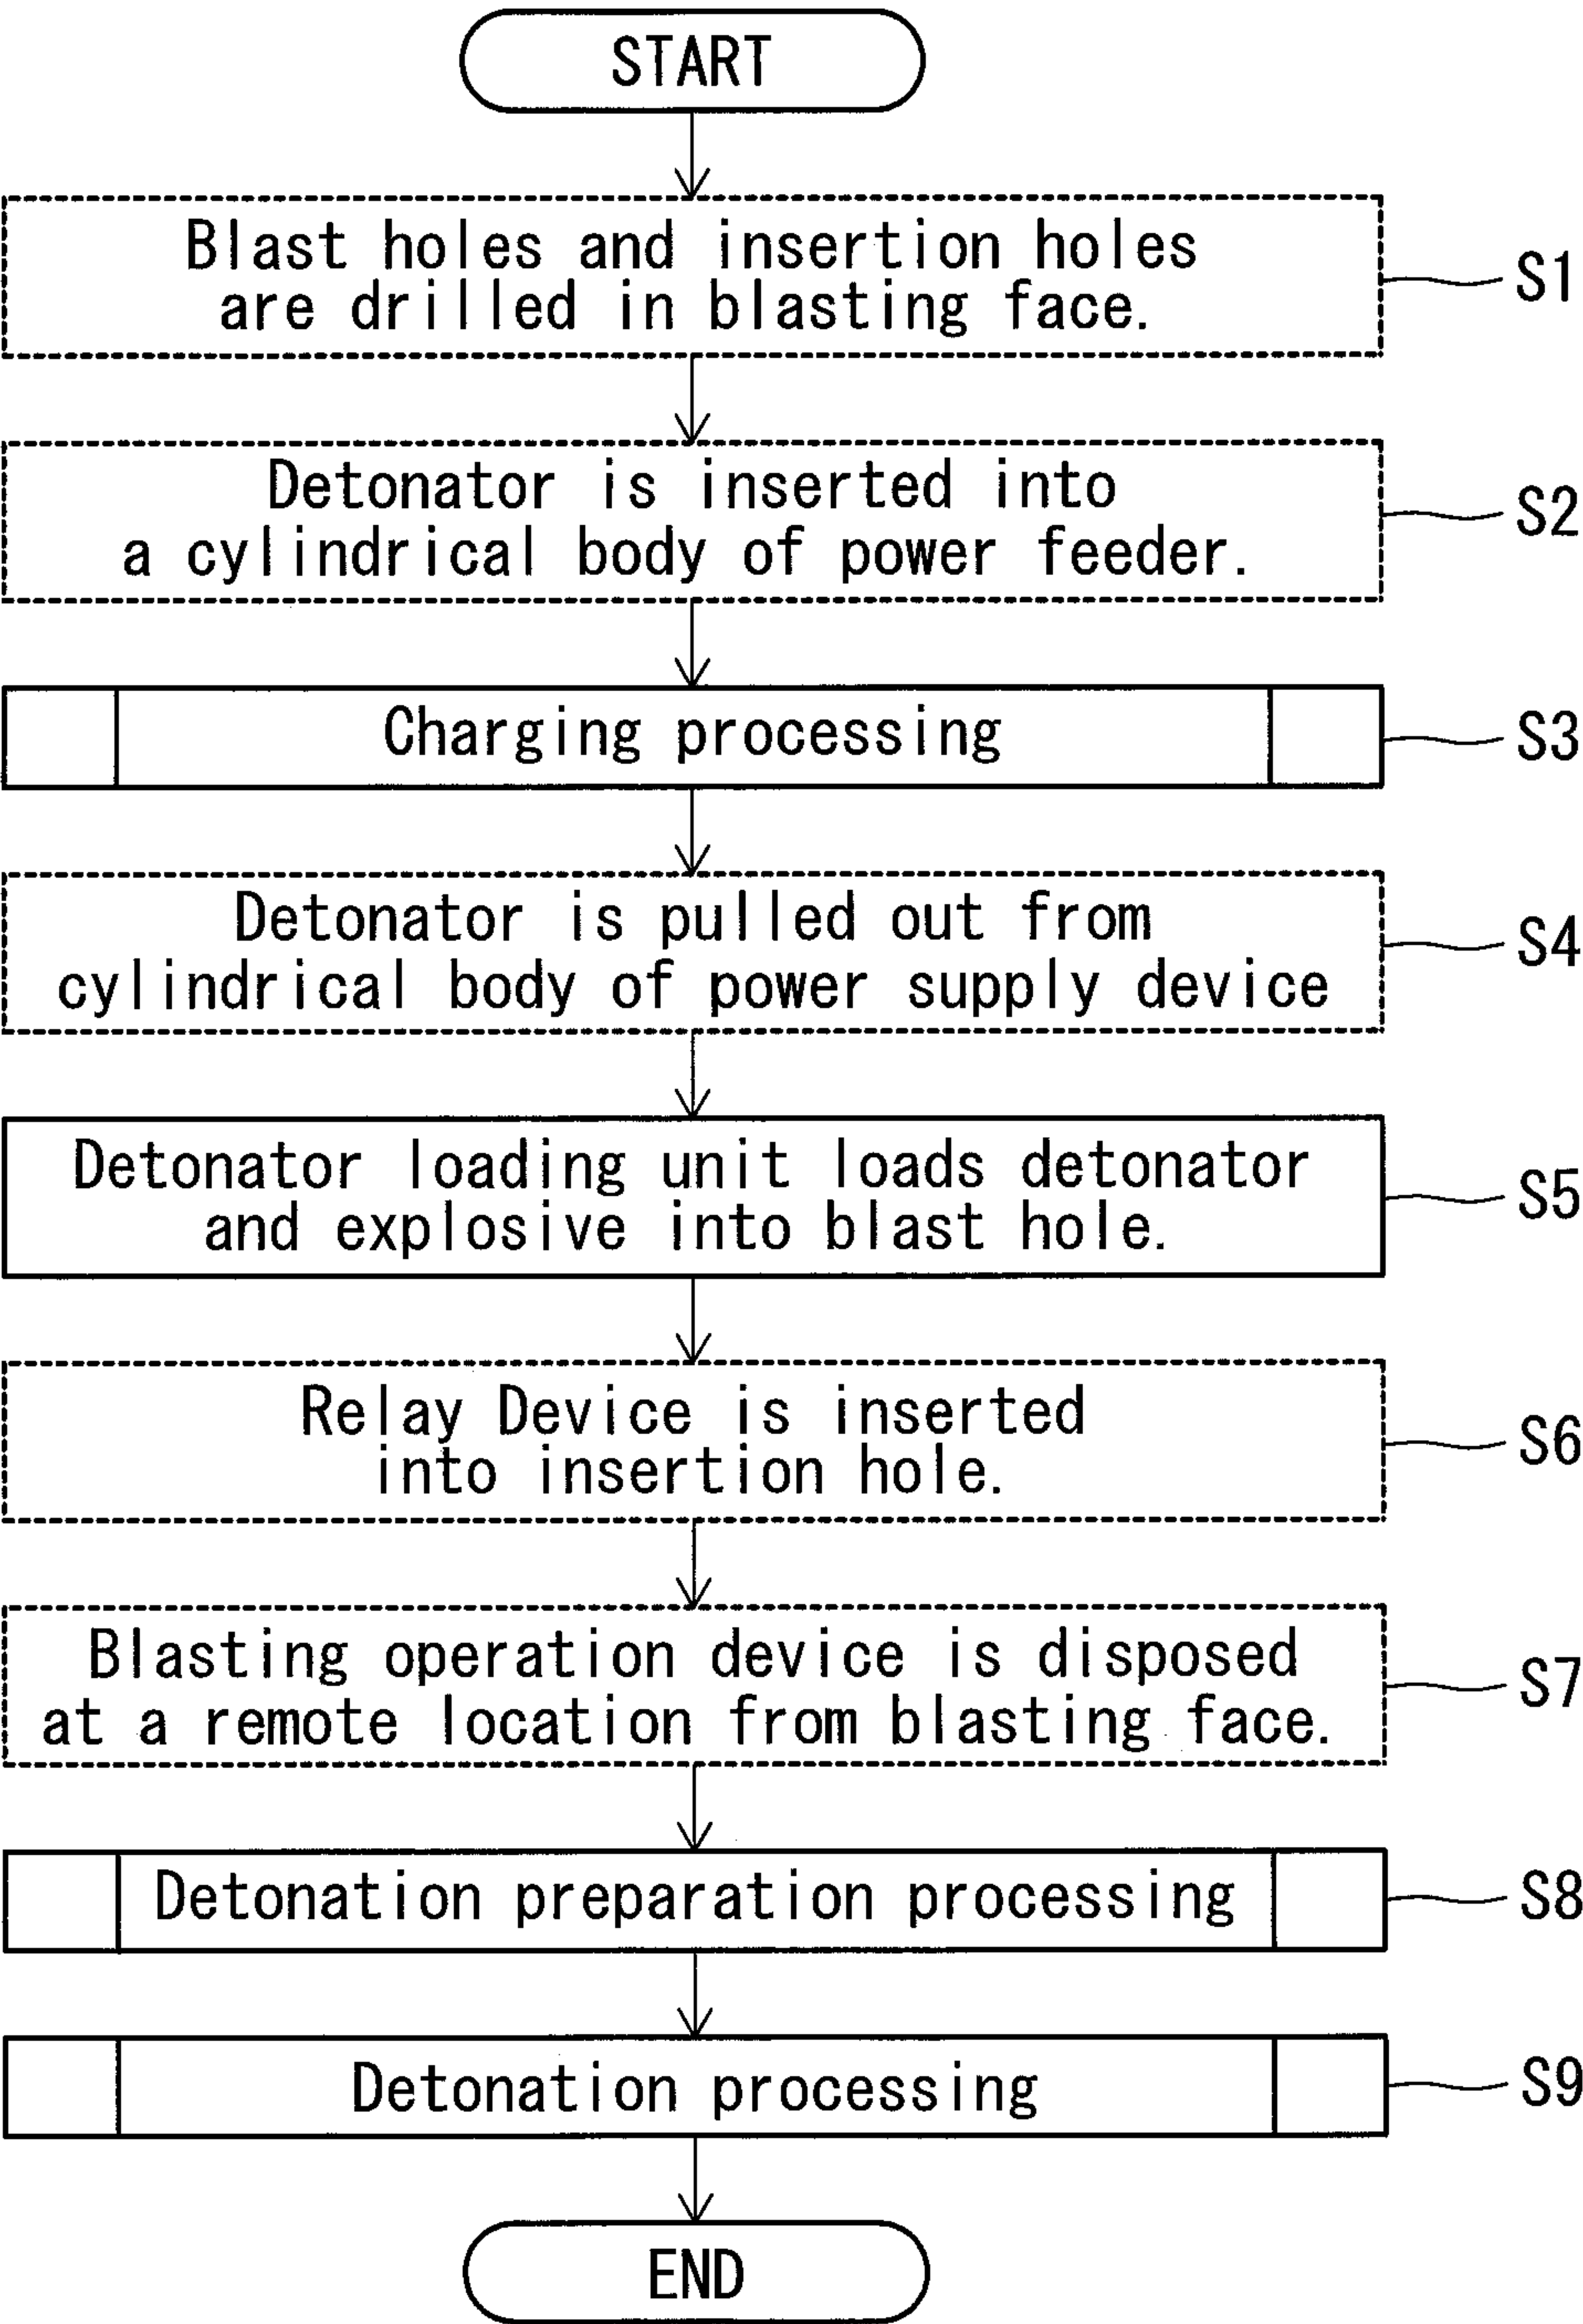 START
Blast holes and insertion holes
are drilled in blasting face.
S1
Detonator is inserted into
a cylindrical body of power feeder.
S2
Charging processing
S3
Detonator is pulled out from
cylindrical body of power supply device
S4
Detonator loading unit loads detonator
and explosive into blast hole.
S5
Relay Device is inserted
into insertion hole.
S6
Blasting operation device is disposed
at a remote location from blasting face.
S7
Detonation preparation processing
S8
Detonation processing
S9
END